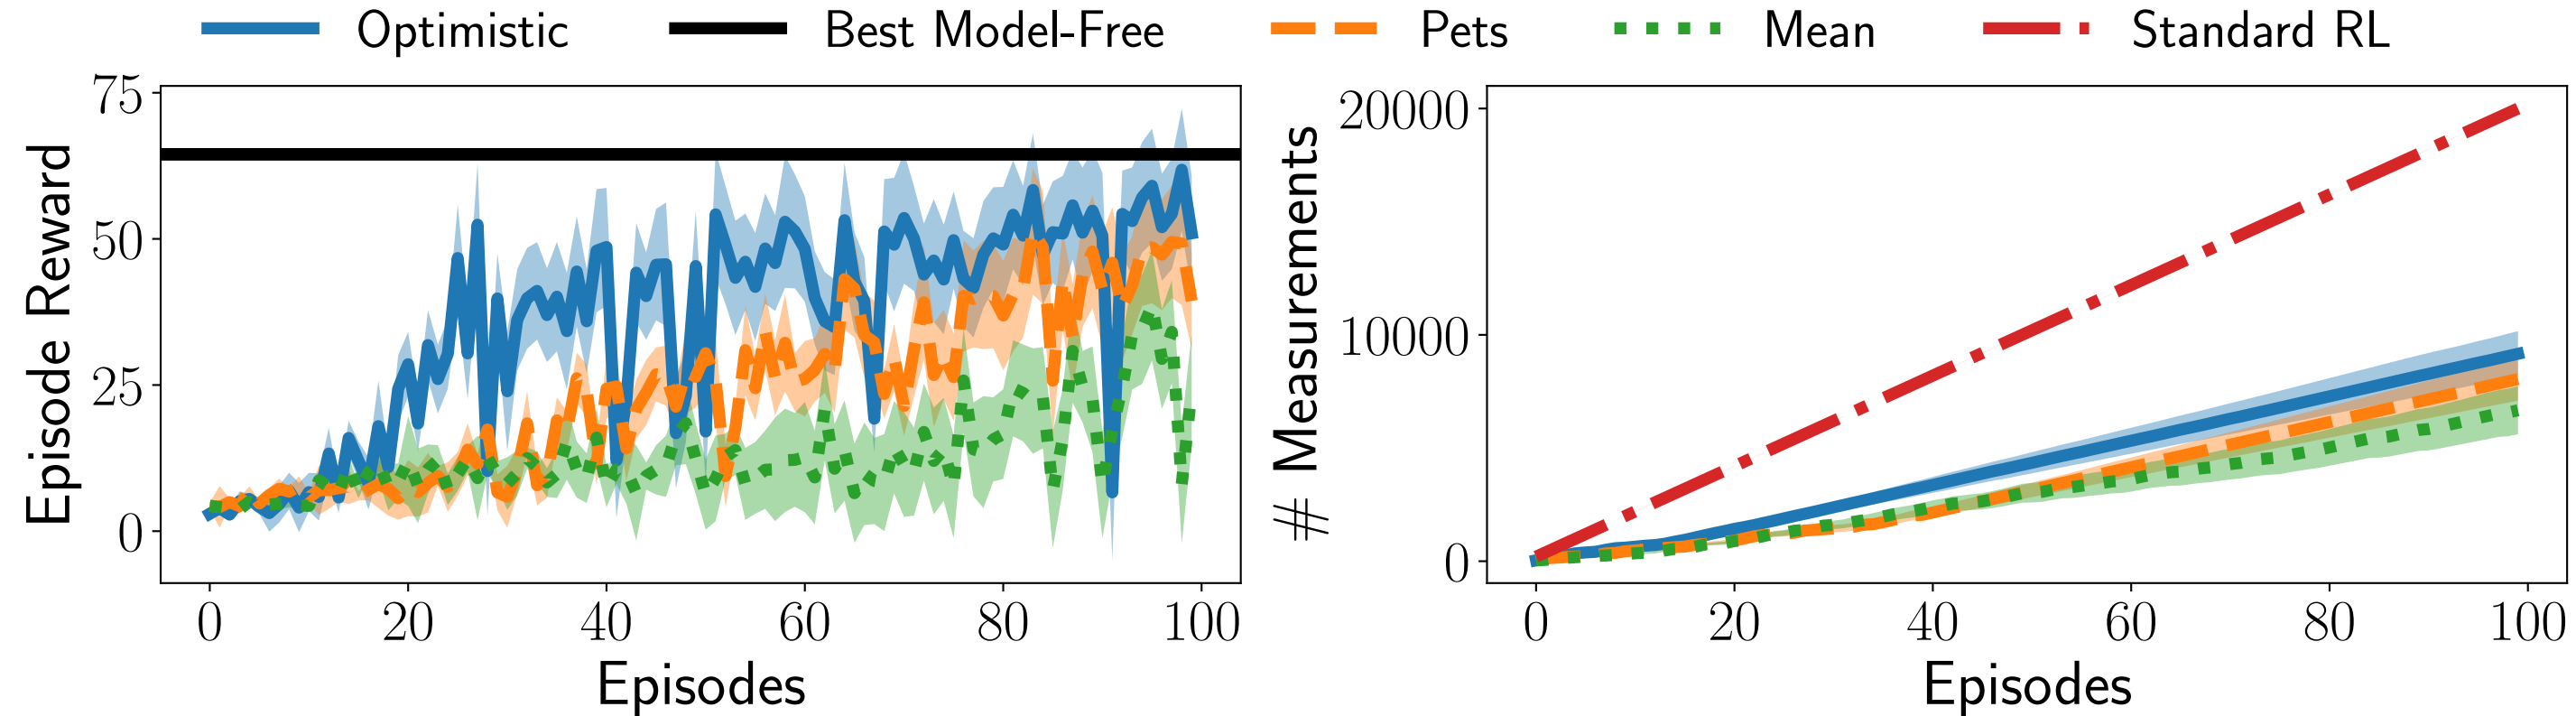 Optimistic Best Model-Free Pets Mean Standard RL
75
50
25
0
Episode Reward
0 20 40 60 80 100
Episodes
20000
10000
0
# Measurements
0 20 40 60 80 100
Episodes